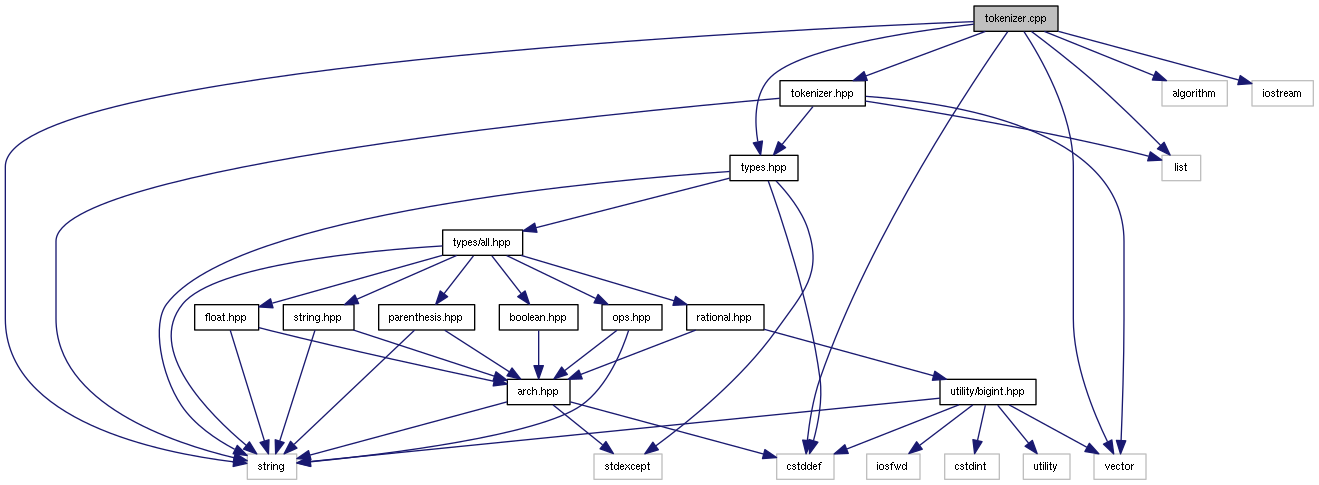 tokenizer.cpp
tokenizer.hpp
algorithm
iostream
types.hpp
list
types/all.hpp
float.hpp
string.hpp
parenthesis.hpp
boolean.hpp
ops.hpp
rational.hpp
arch.hpp
utility/bigint.hpp
string
stdexcept
cstddef
iosfwd
cstdint
utility
vector